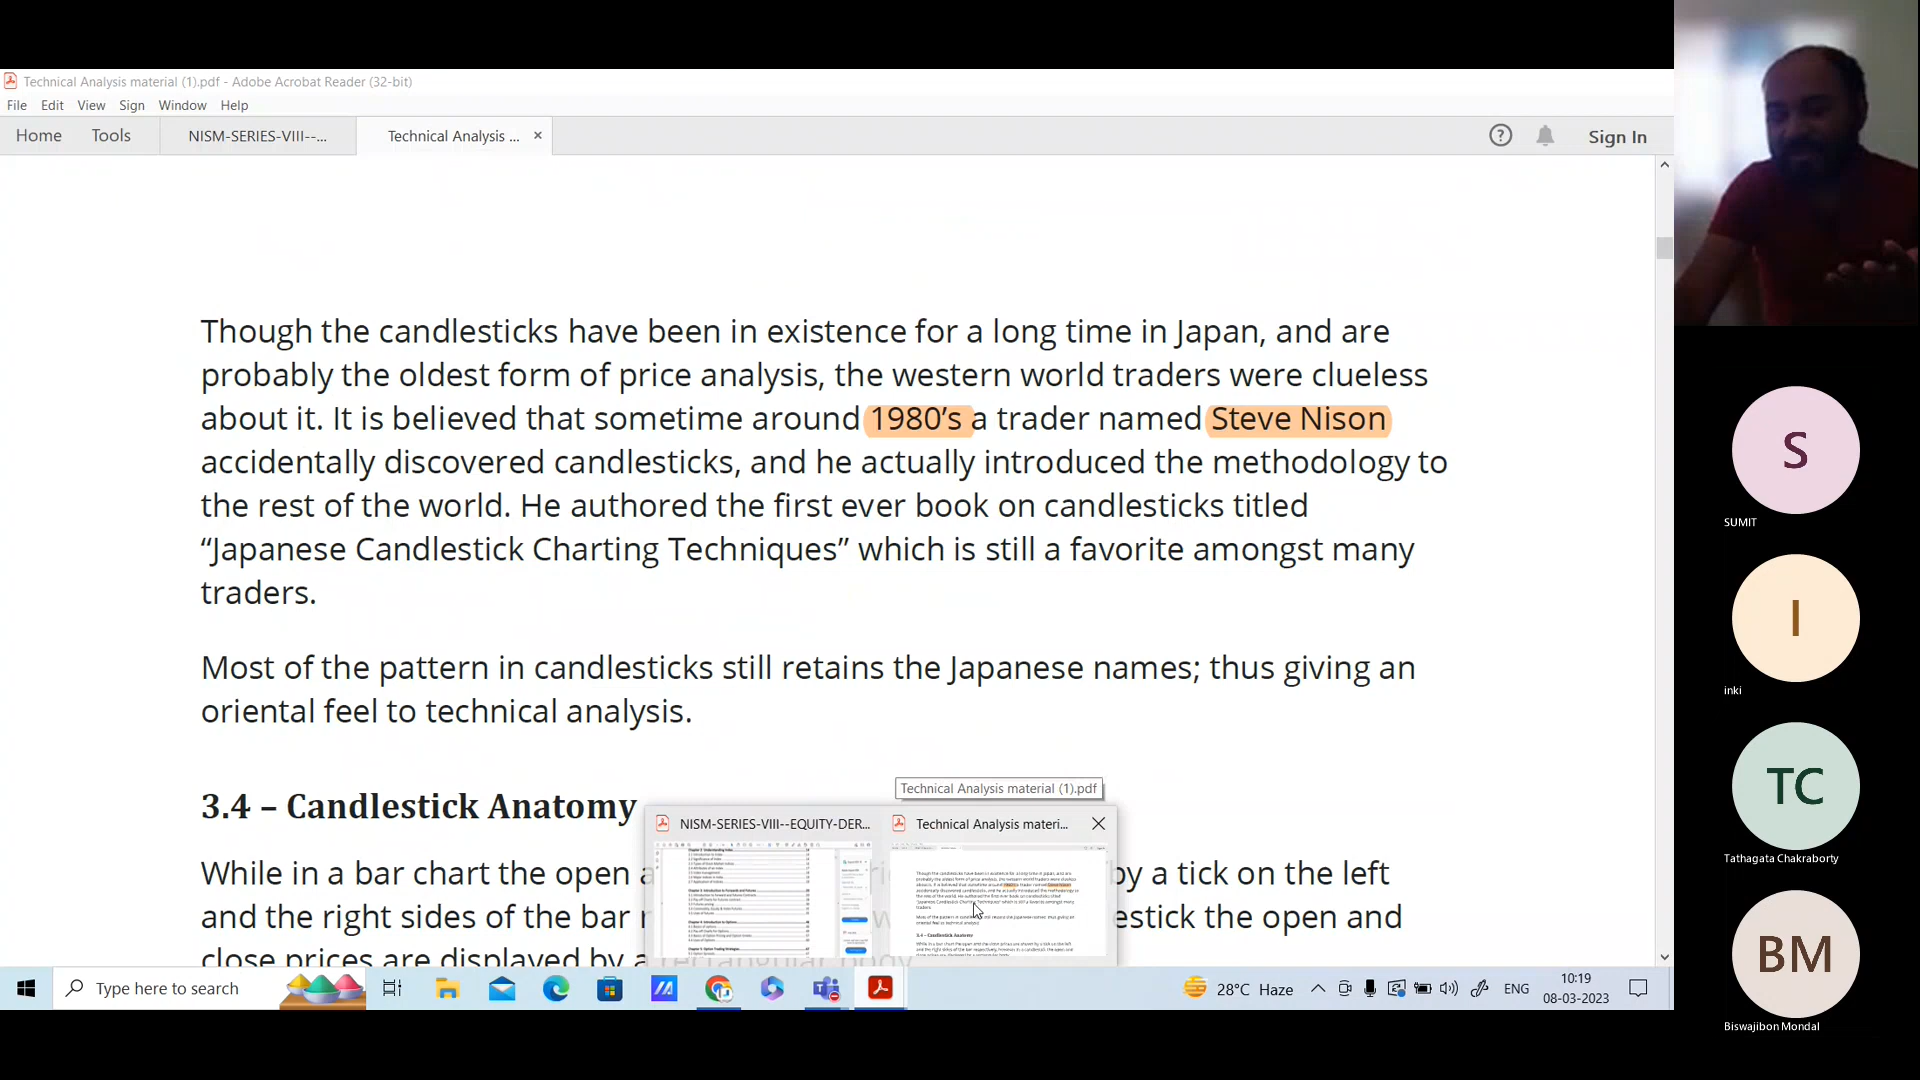 Technical Analysis material (1).pdf - Adobe Acrobat Reader (32-bit)
File Edit View Sign Window Help
Home Tools NISM-SERIES-VIII--... Technical Analysis ... Sign In
Though the candlesticks have been in existence for a long time in Japan, and are
probably the oldest form of price analysis, the western world traders were clueless
about it. It is believed that sometime around 1980’s a trader named Steve Nison
accidentally discovered candlesticks, and he actually introduced the methodology to
the rest of the world. He authored the first ever book on candlesticks titled
“Japanese Candlestick Charting Techniques” which is still a favorite amongst many
traders.
Most of the pattern in candlesticks still retains the Japanese names; thus giving an
oriental feel to technical analysis.
Technical Analysis material (1).pdf
3.4 – Candlestick Anatomy
NISM-SERIES-VIII--EQUITY-DER... Technical Analysis materi...
While in a bar chart the open a by a tick on the left
and the right sides of the bar estick the open and
close prices are displayed by a rectangular body
Type here to search
28°C Haze
ENG
10:19
08-03-2023
S
SUMIT
I
inki
TC
Tathagata Chakraborty
BM
Biswajibon Mondal